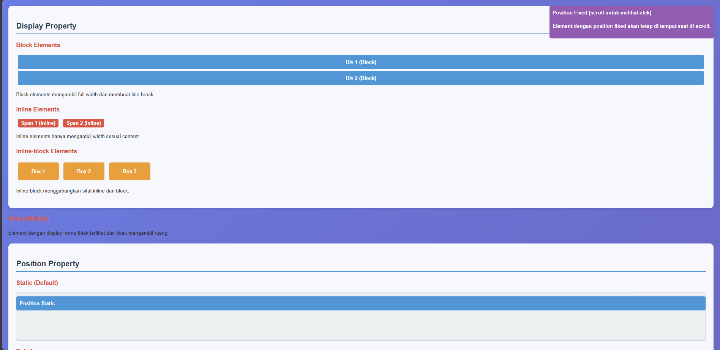 Position Fixed (scroll untuk melihat efek)
Element dengan position fixed akan tetap di tempat saat di scroll.
Display Property
Block Elements
Div 1 (Block)
Div 2 (Block)
Block elements mengambil full width dan membuat line break
Inline Elements
Span 1 (Inline) Span 2 (Inline)
Inline elements hanya mengambil width sesuai content
Inline-block Elements
Box 1 Box 2 Box 3
Inline-block menggabungkan sifat inline dan block.
Element dengan display: none tidak terlihat dan tidak mengambil ruang
Position Property
Static (Default)
Position Static